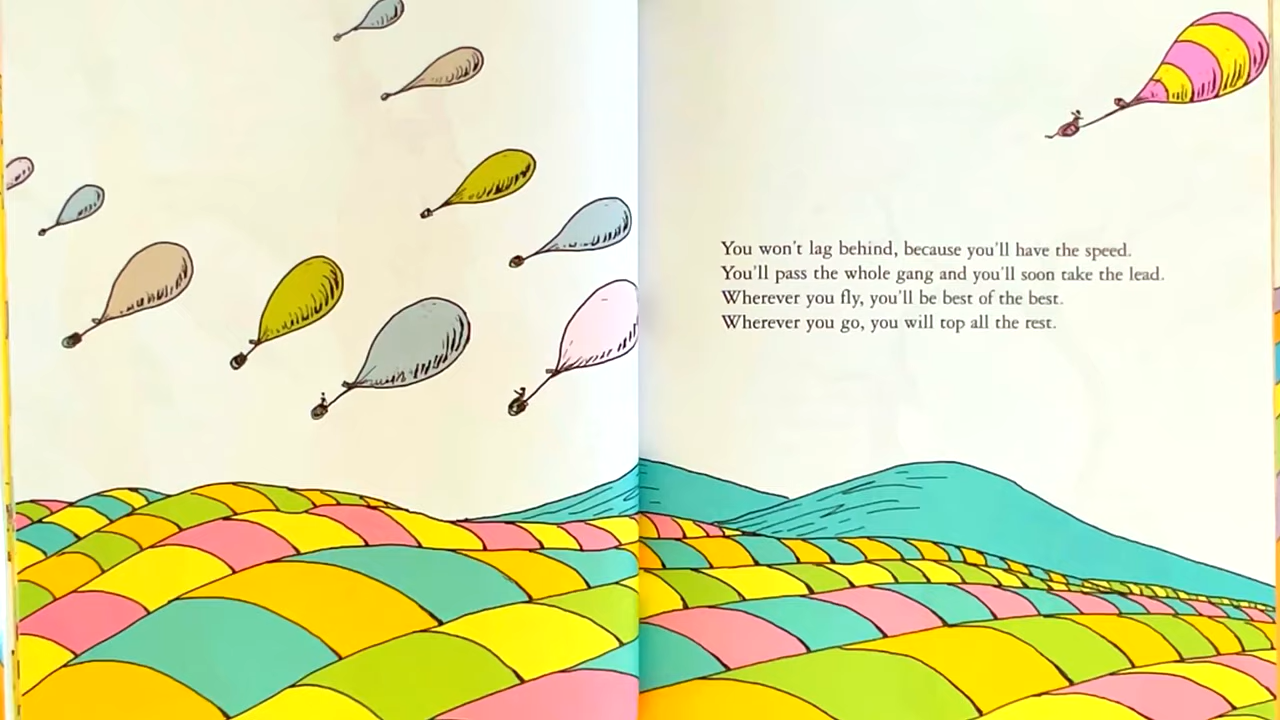 You won't lag behind, because you'll have the speed.
You'll pass the whole gang and you'll soon take the lead.
Wherever you fly, you'll be best of the best.
Wherever you go, you will top all the rest.